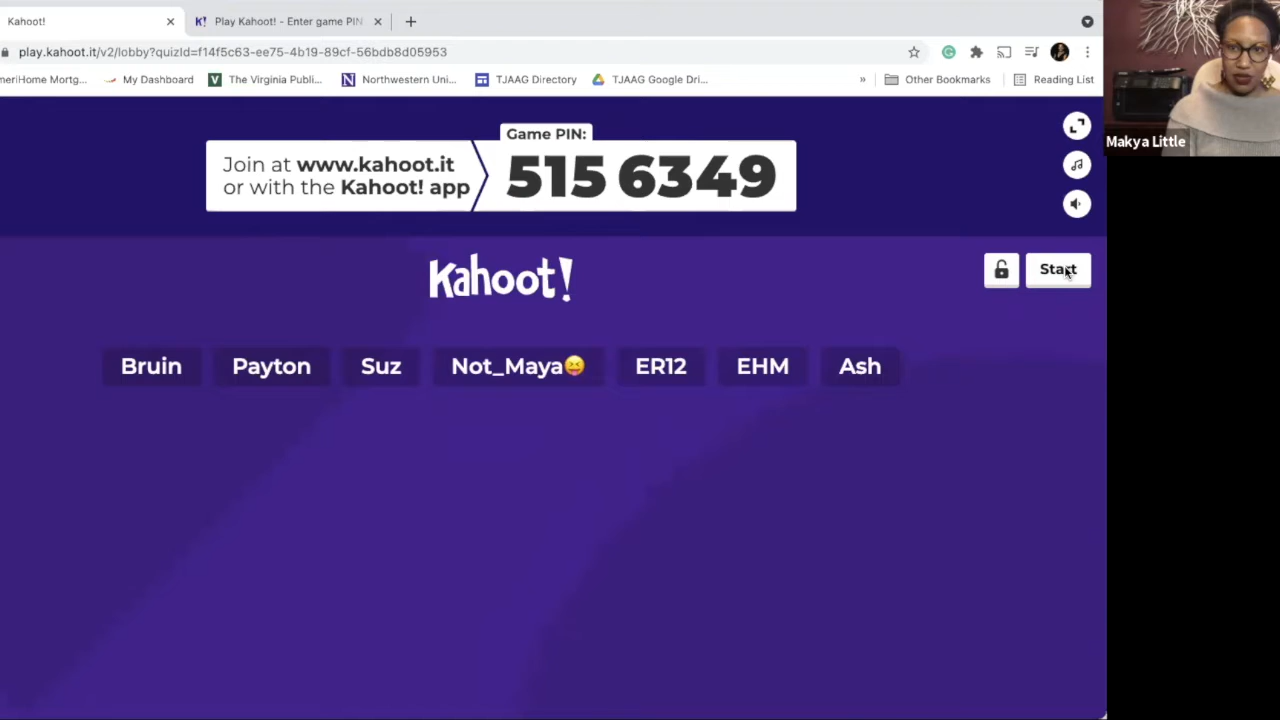 Kahoot!
K! Play Kahoot! - Enter game PIN
play.kahoot.it/v2/lobby?quizId=f14f5c63-ee75-4b19-89cf-56bdb8d05953
meriHome Mortg...
My Dashboard
V The Virginia Publi...
N Northwestern Uni...
TJAAG Directory
TJAAG Google Dri...
»
Other Bookmarks
Reading List
Makya Little
Game PIN:
Join at www.kahoot.it
or with the Kahoot! app
515 6349
Kahoot!
Start
Bruin
Payton
Suz
Not_Maya😝
ER12
EHM
Ash